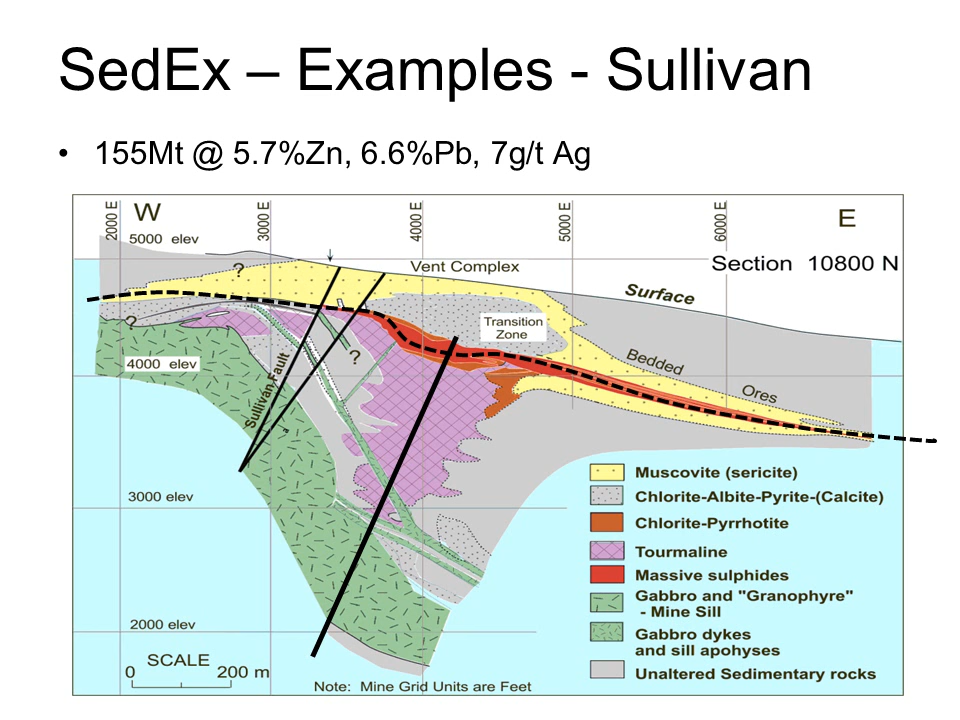 SedEx – Examples - Sullivan
• 155Mt @ 5.7%Zn, 6.6%Pb, 7g/t Ag
2000 E
3000 E
4000 E
5000 E
6000 E
W
E
5000 elev
Vent Complex
Section 10800 N
?
Surface
?
Transition
Zone
?
4000 elev
Bedded
Ores
Sullivan Fault
3000 elev
2000 elev
Muscovite (sericite)
Chlorite-Albite-Pyrite-(Calcite)
Chlorite-Pyrrhotite
Tourmaline
Massive sulphides
Gabbro and "Granophyre"
- Mine Sill
Gabbro dykes
and sill apohyses
Unaltered Sedimentary rocks
SCALE
0 200 m
Note: Mine Grid Units are Feet